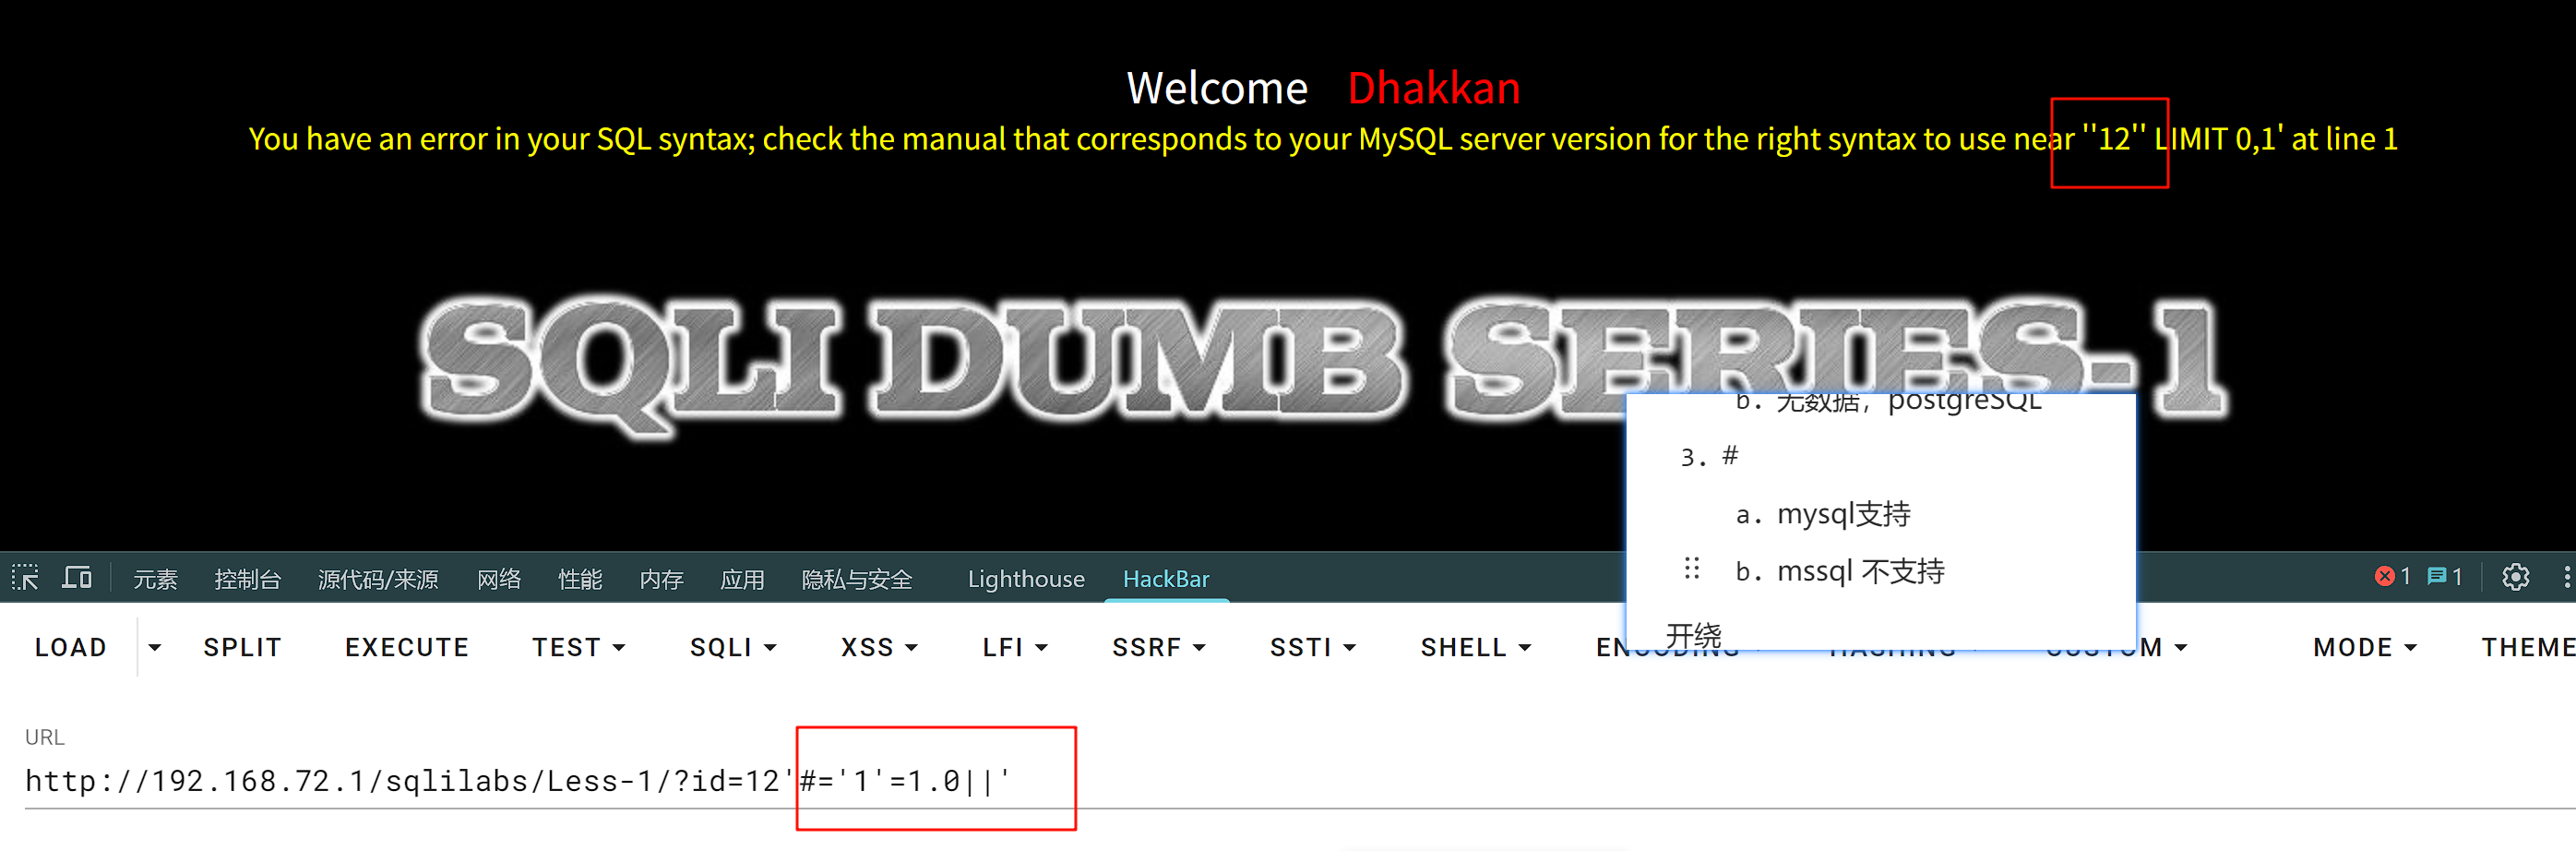 Welcome Dhakkan
You have an error in your SQL syntax; check the manual that corresponds to your MySQL server version for the right syntax to use near ''12'' LIMIT 0,1' at line 1
SQLI DUMB SERIES-1
b. 无数据，postgreSQL
3. #
a. mysql支持
b. mssql 不支持
开绕
元素 控制台 源代码/来源 网络 性能 内存 应用 隐私与安全 Lighthouse HackBar 1 1
LOAD SPLIT EXECUTE TEST SQLI XSS LFI SSRF SSTI SHELL ENCODING HASHING CUSTOM MODE THEME
URL
http://192.168.72.1/sqlilabs/Less-1/?id=12'#='1'=1.0||'